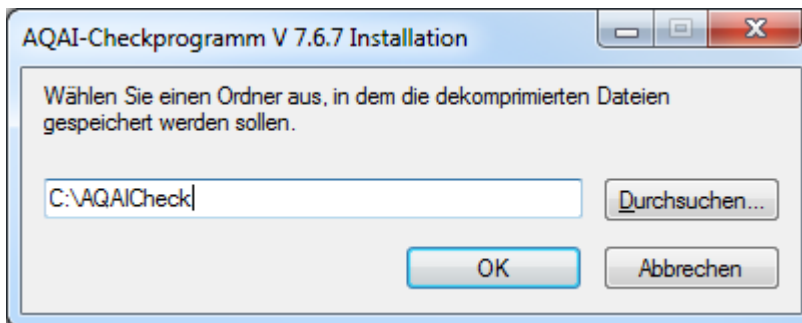 AQAI-Checkprogramm V 7.6.7 Installation
Wählen Sie einen Ordner aus, in dem die dekomprimierten Dateien
gespeichert werden sollen.
C:\AQAICheck
Durchsuchen...
OK
Abbrechen